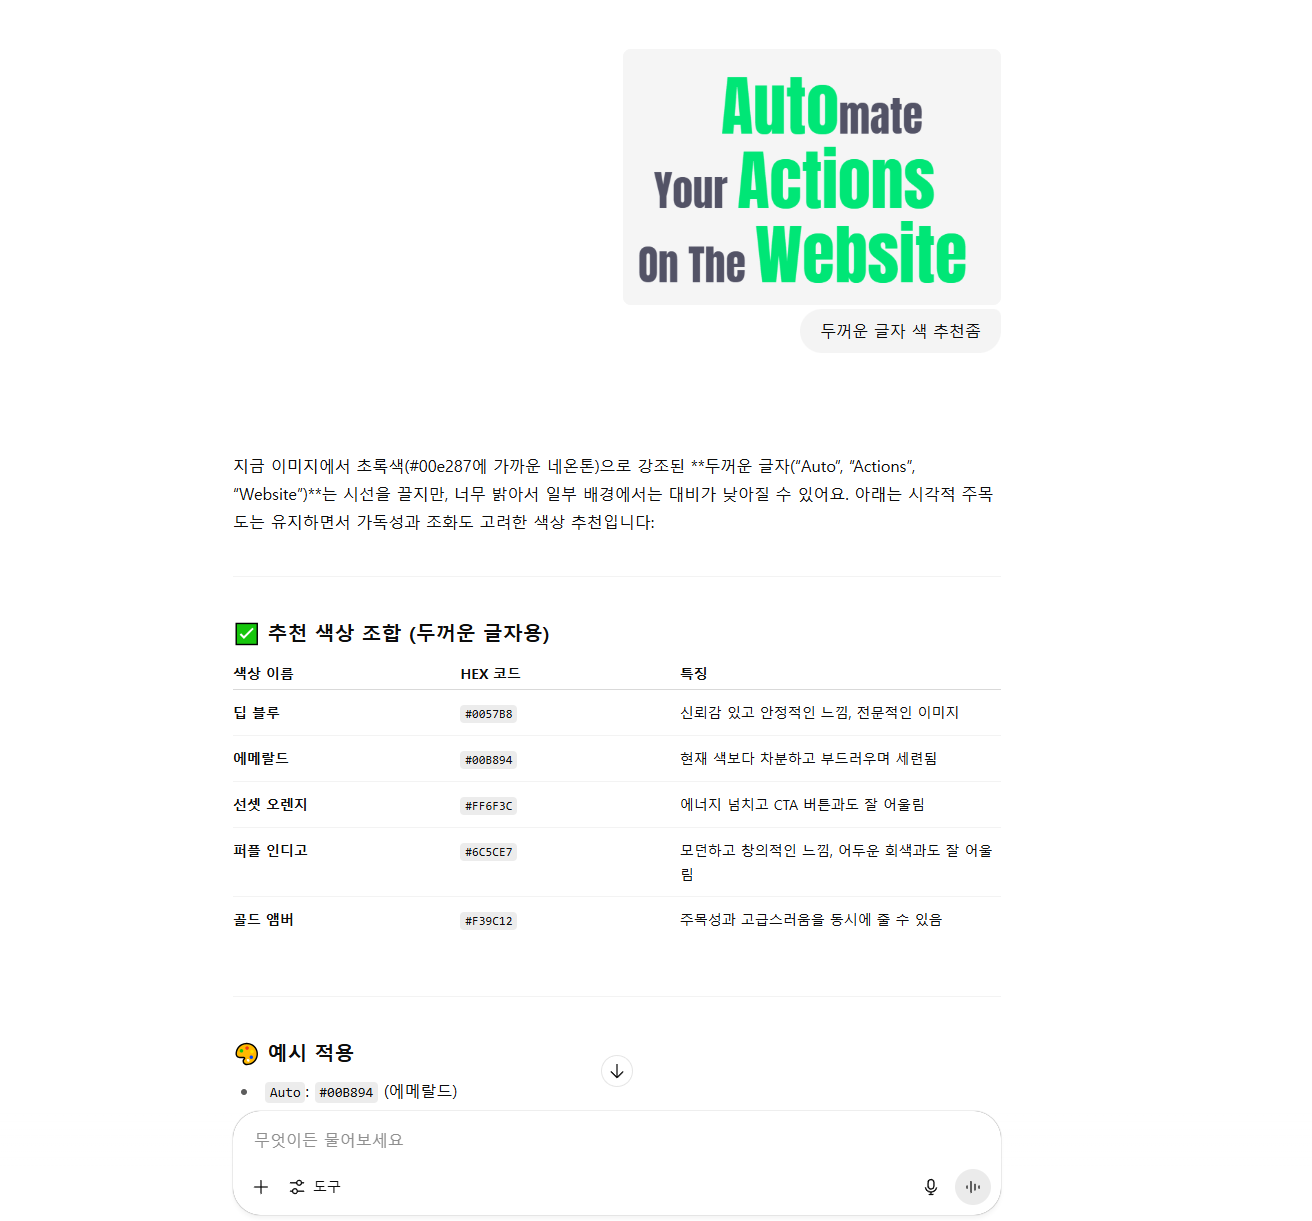 Automate
Your Actions
On The Website
두꺼운 글자 색 추천좀
지금 이미지에서 초록색(#00e287에 가까운 네온톤)으로 강조된 **두꺼운 글자(“Auto”, “Actions”,
“Website”)**는 시선을 끌지만, 너무 밝아서 일부 배경에서는 대비가 낮아질 수 있어요. 아래는 시각적 주목
도는 유지하면서 가독성과 조화도 고려한 색상 추천입니다:
✅ 추천 색상 조합 (두꺼운 글자용)
색상 이름 HEX 코드 특징
딥 블루 #0057B8 신뢰감 있고 안정적인 느낌, 전문적인 이미지
에메랄드 #00B894 현재 색보다 차분하고 부드러우며 세련됨
선셋 오렌지 #FF6F3C 에너지 넘치고 CTA 버튼과도 잘 어울림
퍼플 인디고 #6C5CE7 모던하고 창의적인 느낌, 어두운 회색과도 잘 어울
림
골드 앰버 #F39C12 주목성과 고급스러움을 동시에 줄 수 있음
🎨 예시 적용
• Auto: #00B894 (에메랄드)
무엇이든 물어보세요
도구